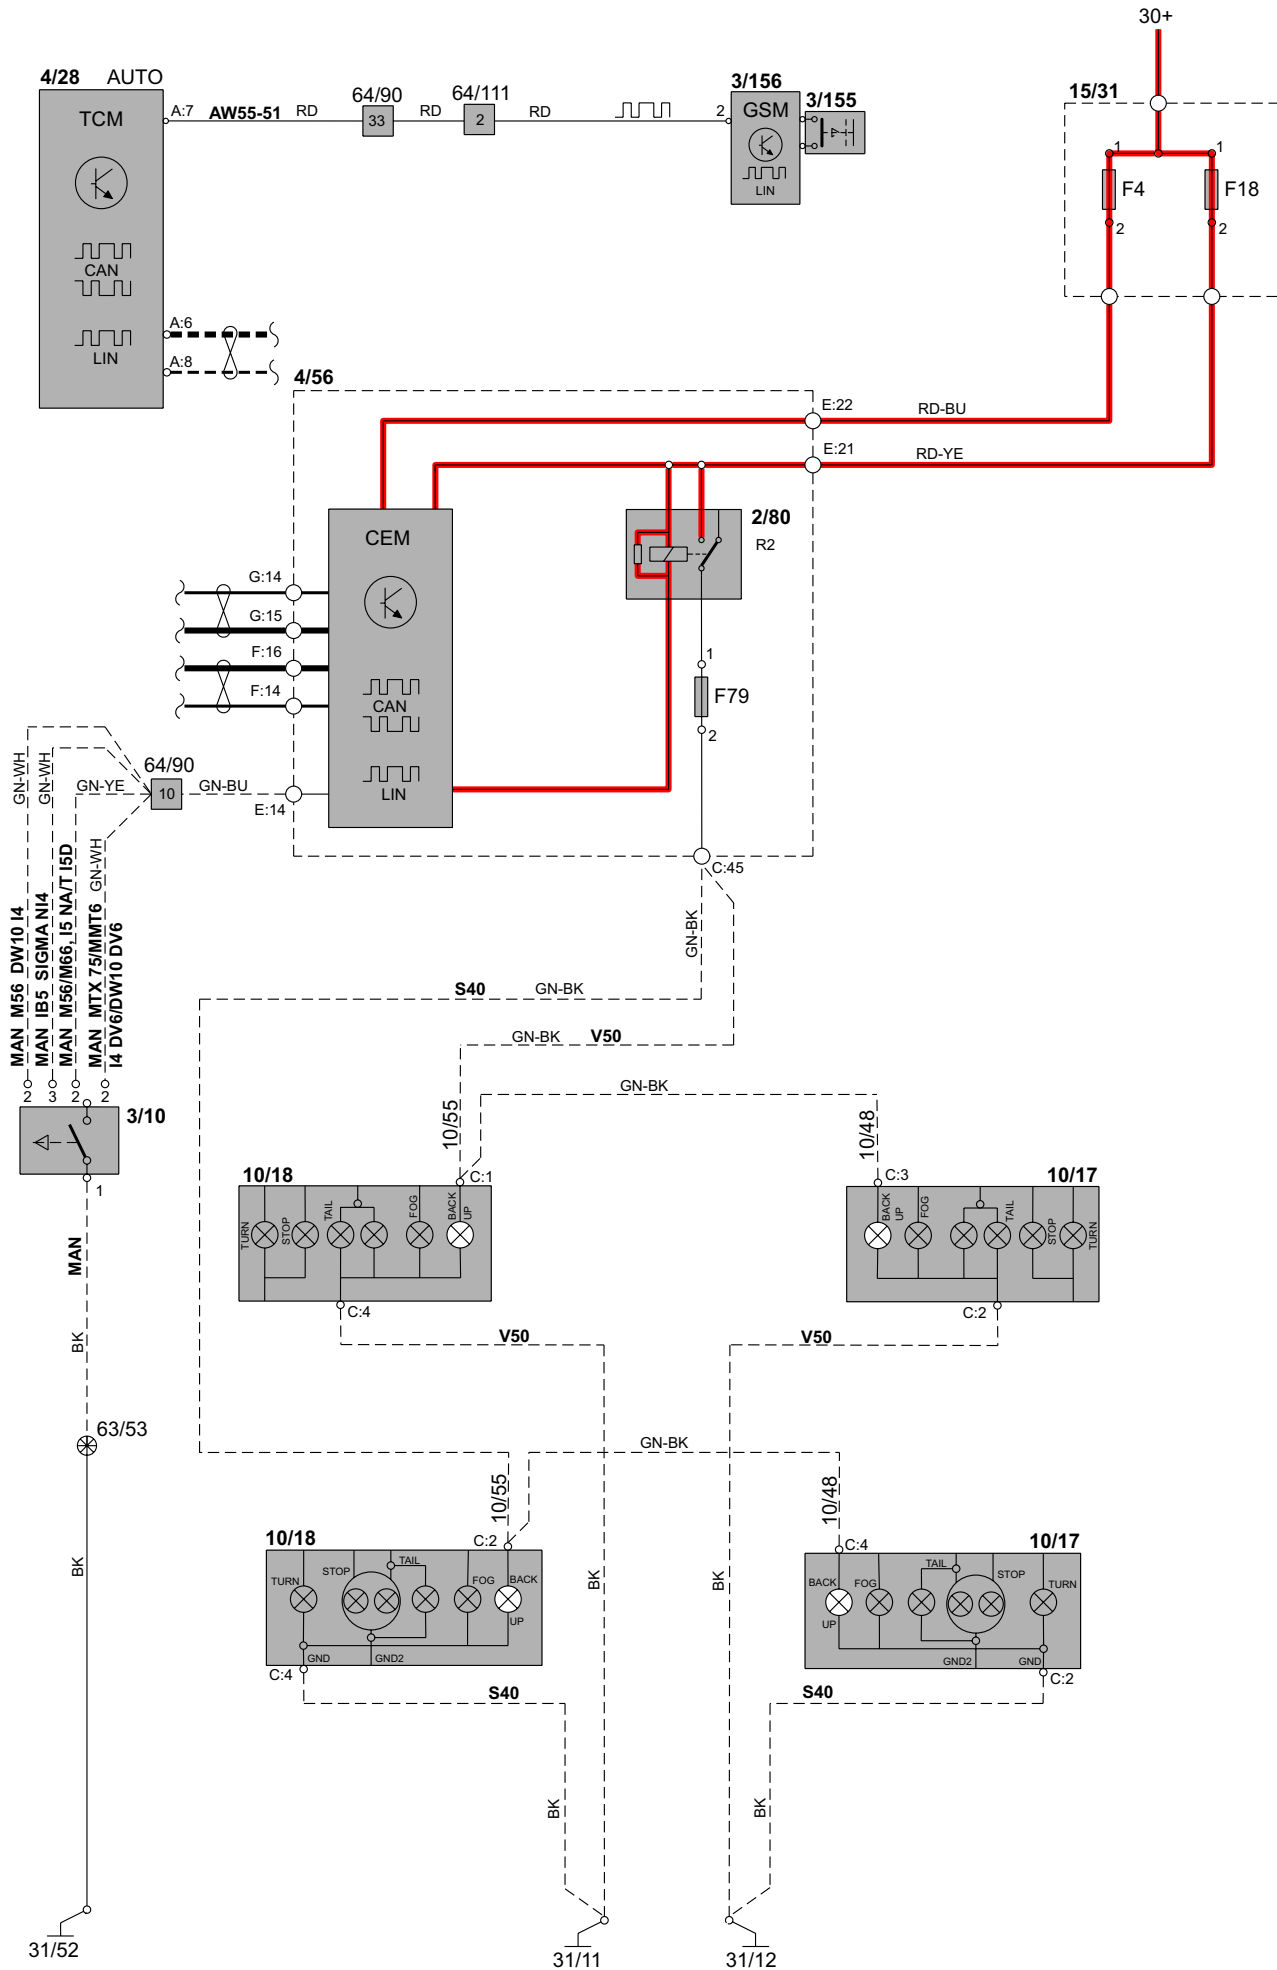 30+
4/28 AUTO
TCM
A:7
AW55-51
RD
64/90
33
RD
64/111
2
RD
2
3/156
GSM
LIN
3/155
15/31
1
F4
2
1
F18
2
CAN
LIN
A:6
A:8
4/56
E:22
RD-BU
E:21
RD-YE
CEM
CAN
LIN
2/80
R2
G:14
G:15
F:16
F:14
1
F79
2
64/90
10
GN-BU
E:14
GN-WH
GN-WH
GN-YE
GN-WH
MAN M56 DW10 I4
MAN IB5 SIGMA NI4
MAN M56/M66, I5 NA/T I5D
MAN MTX 75/MMT6
I4 DV6/DW10 DV6
C:45
GN-BK
S40
GN-BK
GN-BK
V50
GN-BK
2
3
2
2
3/10
1
MAN
BK
63/53
BK
31/52
10/55
10/18
C:1
TURN
STOP
TAIL
FOG
BACK
UP
C:4
V50
10/48
C:3
10/17
BACK
UP
FOG
TAIL
STOP
TURN
C:2
V50
GN-BK
10/55
10/18
C:2
TURN
STOP
TAIL
FOG
BACK
UP
GND
GND2
C:4
S40
10/48
C:4
10/17
BACK
UP
FOG
TAIL
STOP
TURN
GND2
GND
C:2
S40
BK
BK
BK
BK
31/11
31/12